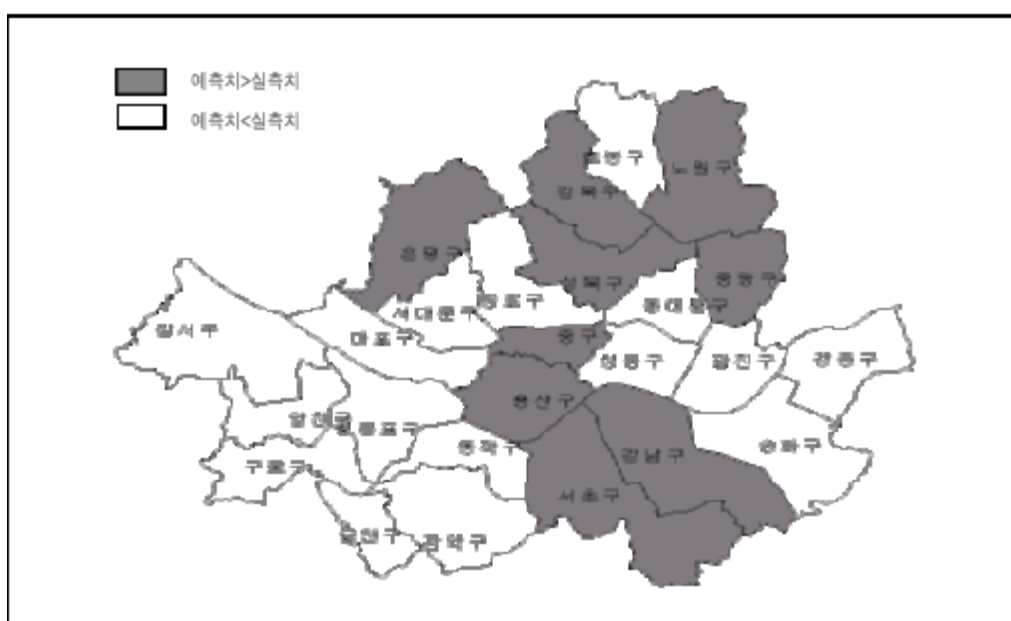 예측치>실측치
예측치<실측치
도봉구
노원구
강북구
은평구
성북구
중랑구
서대문구
종로구
동대문구
강서구
마포구
중구
성동구
광진구
강동구
용산구
양천구
영등포구
동작구
강남구
송파구
구로구
서초구
금천구
관악구